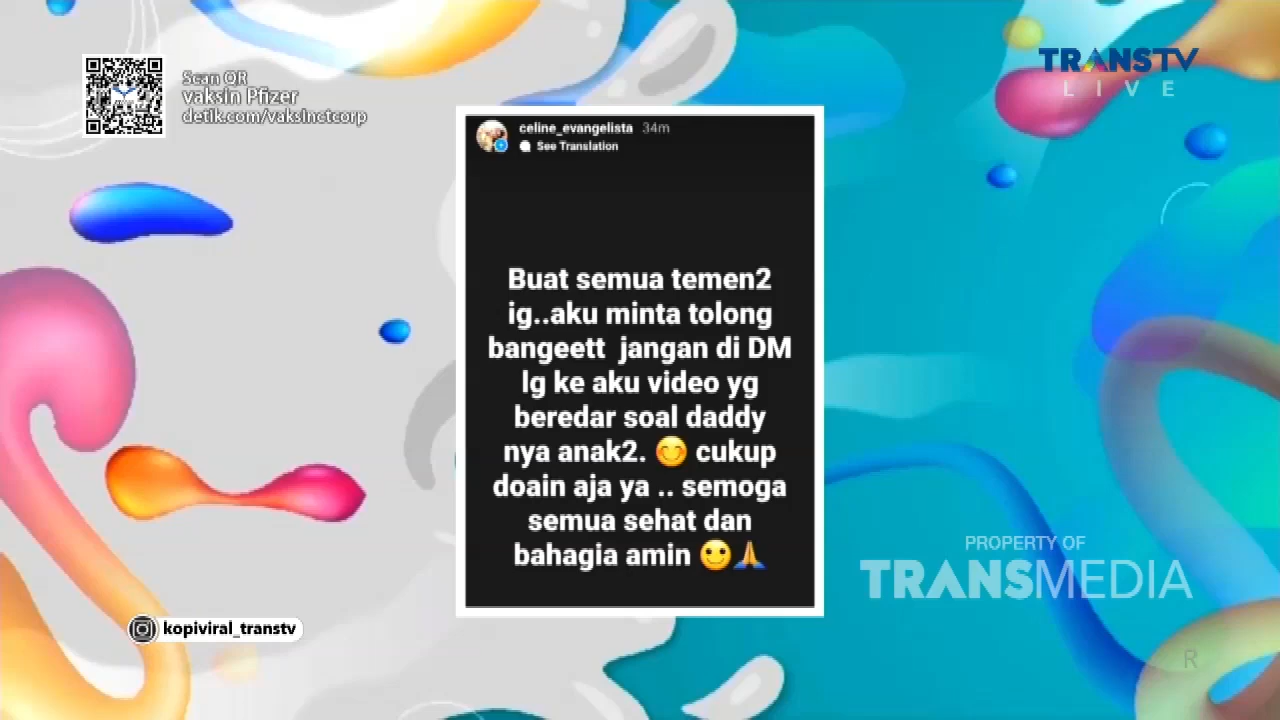 Scan QR
vaksin Pfizer
detik.com/vaksinctcorp
TRANSTV
LIVE
celine_evangelista 34m
See Translation
Buat semua temen2
ig..aku minta tolong
bangeett jangan di DM
lg ke aku video yg
beredar soal daddy
nya anak2. 😊 cukup
doain aja ya .. semoga
semua sehat dan
bahagia amin 🙂🙏
PROPERTY OF
TRANSMEDIA
kopiviral_transtv
R